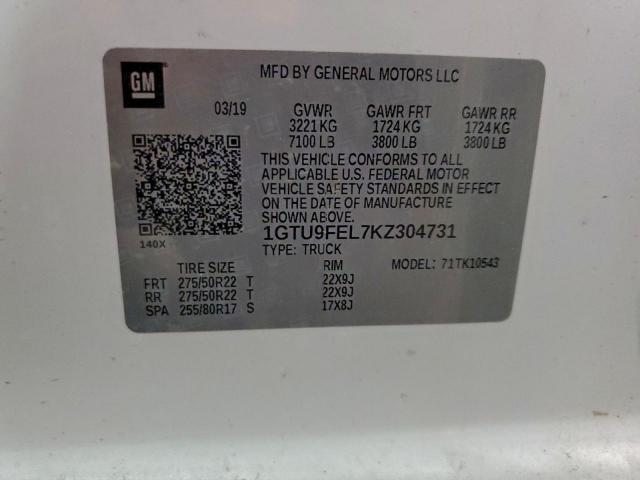 GM
MFD BY GENERAL MOTORS LLC
03/19 GVWR GAWR FRT GAWR RR
3221 KG 1724 KG 1724 KG
7100 LB 3800 LB 3800 LB
THIS VEHICLE CONFORMS TO ALL
APPLICABLE U.S. FEDERAL MOTOR
VEHICLE SAFETY STANDARDS IN EFFECT
ON THE DATE OF MANUFACTURE
SHOWN ABOVE.
140X
1GTU9FEL7KZ304731
TYPE: TRUCK
TIRE SIZE RIM MODEL: 71TK10543
FRT 275/50R22 T 22X9J
RR 275/50R22 T 22X9J
SPA 255/80R17 S 17X8J